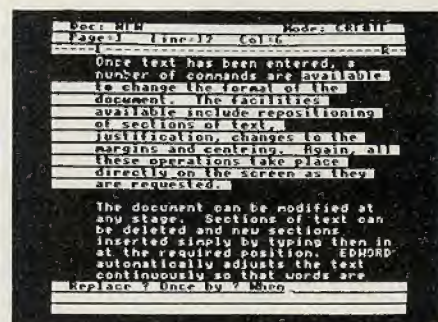 Doc: NEW Mode: CREATE
Page=1 Line=17 Col=6
-----I--------------------------------R---
Once text has been entered, a
number of commands are available
to change the format of the
document. The facilities
available include repositioning
of sections of text,
justification, changes to the
margins and centring. Again, all
these operations take place
directly on the screen as they
are requested.
The document can be modified at
any stage. Sections of text can
be deleted and new sections
inserted simply by typing them in
at the required position. EDWORD
automatically adjusts the text
continuously so that words are
Replace ? Once by ? When